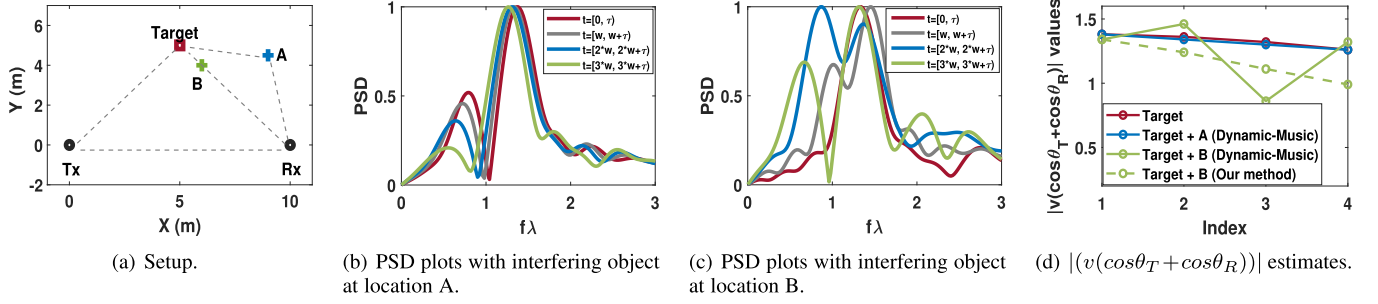 Y (m)
6
4
2
0
-2
Target
A
B
Tx
Rx
0
5
10
X (m)
(a) Setup.
PSD
1
0.5
0
t=[0, τ)
t=[w, w+τ)
t=[2*w, 2*w+τ)
t=[3*w, 3*w+τ)
0
1
2
3
fλ
(b) PSD plots with interfering object
at location A.
PSD
1
0.5
0
t=[0, τ)
t=[w, w+τ)
t=[2*w, 2*w+τ)
t=[3*w, 3*w+τ)
0
1
2
3
fλ
(c) PSD plots with interfering object
at location B.
|v(cosθT+cosθR)| values
1.5
1
0.5
Target
Target + A (Dynamic-Music)
Target + B (Dynamic-Music)
Target + B (Our method)
1
2
3
4
Index
(d) |(v(cosθT+cosθR))| estimates.